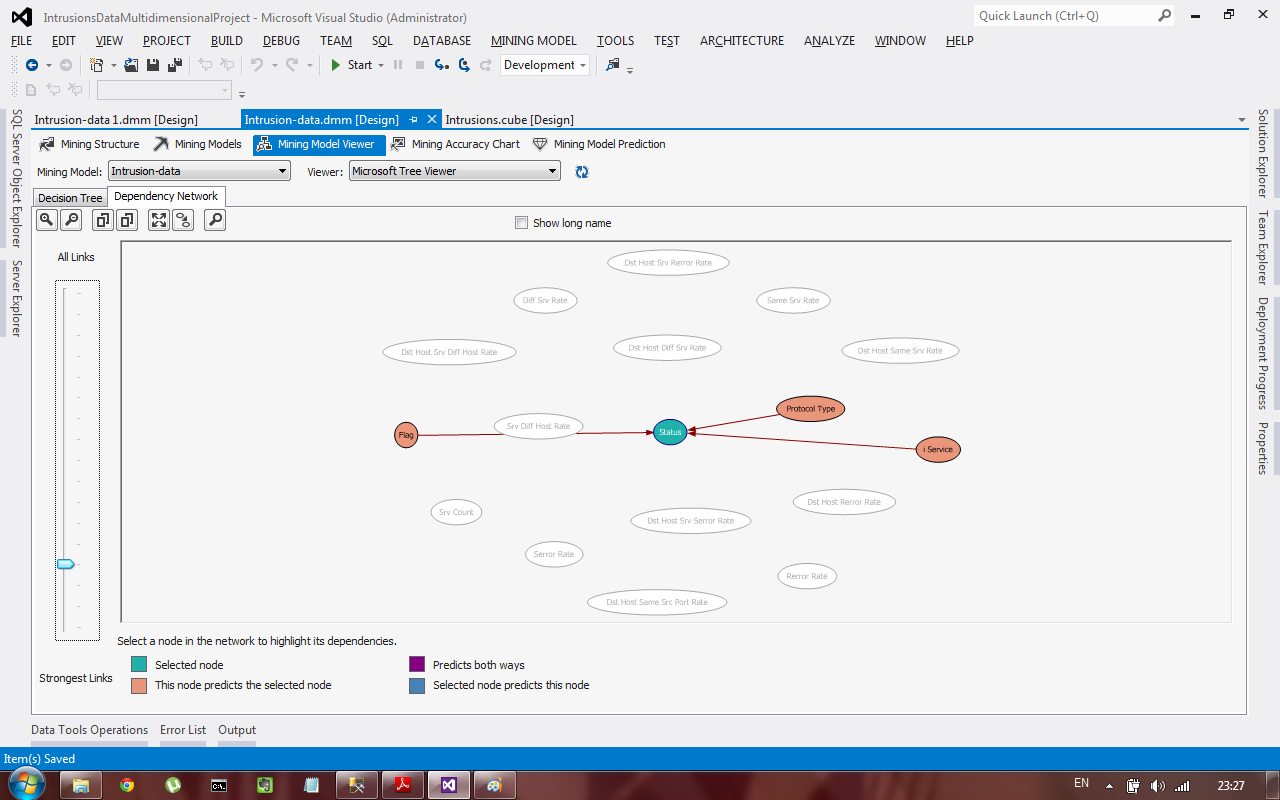 IntrusionsDataMultidimensionalProject - Microsoft Visual Studio (Administrator)
Quick Launch (Ctrl+Q)
FILE EDIT VIEW PROJECT BUILD DEBUG TEAM SQL DATABASE MINING MODEL TOOLS TEST ARCHITECTURE ANALYZE WINDOW HELP
Start Development
SQL Server Object Explorer
Server Explorer
Intrusion-data 1.dmm [Design] Intrusion-data.dmm [Design] Intrusions.cube [Design]
Mining Structure Mining Models Mining Model Viewer Mining Accuracy Chart Mining Model Prediction
Mining Model: Intrusion-data Viewer: Microsoft Tree Viewer
Decision Tree Dependency Network
Show long name
All Links
Dst Host Srv Rerror Rate
Diff Srv Rate
Same Srv Rate
Dst Host Srv Diff Host Rate
Dst Host Diff Srv Rate
Dst Host Same Srv Rate
Protocol Type
Flag
Srv Diff Host Rate
Status
i Service
Srv Count
Dst Host Srv Serror Rate
Dst Host Rerror Rate
Serror Rate
Rerror Rate
Dst Host Same Src Port Rate
Select a node in the network to highlight its dependencies.
Selected node
Predicts both ways
Strongest Links
This node predicts the selected node
Selected node predicts this node
Solution Explorer
Team Explorer
Deployment Progress
Properties
Data Tools Operations Error List Output
Item(s) Saved
C:\.
EN
23:27